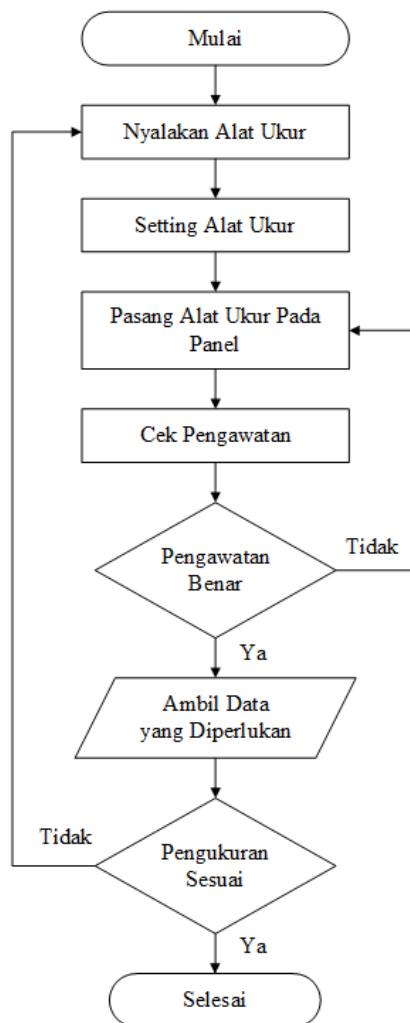 Mulai
Nyalakan Alat Ukur
Setting Alat Ukur
Pasang Alat Ukur Pada
Panel
Cek Pengawatan
Pengawatan
Benar
Tidak
Ya
Ambil Data
yang Diperlukan
Tidak
Pengukuran
Sesuai
Ya
Selesai